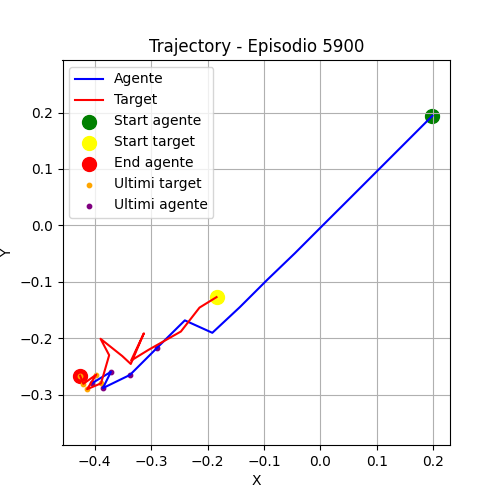 Trajectory - Episodio 5900
Agente
Target
Start agente
Start target
End agente
Ultimi target
Ultimi agente
0.2
0.1
0.0
−0.1
−0.2
−0.3
Y
−0.4 −0.3 −0.2 −0.1 0.0 0.1 0.2
X